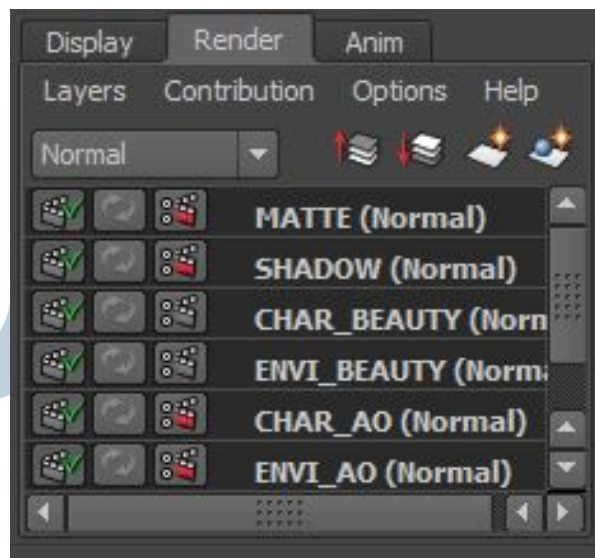 Display Render Anim
Layers Contribution Options Help
Normal
MATTE (Normal)
SHADOW (Normal)
CHAR_BEAUTY (Norn
ENVI_BEAUTY (Norma
CHAR_AO (Normal)
ENVI_AO (Normal)